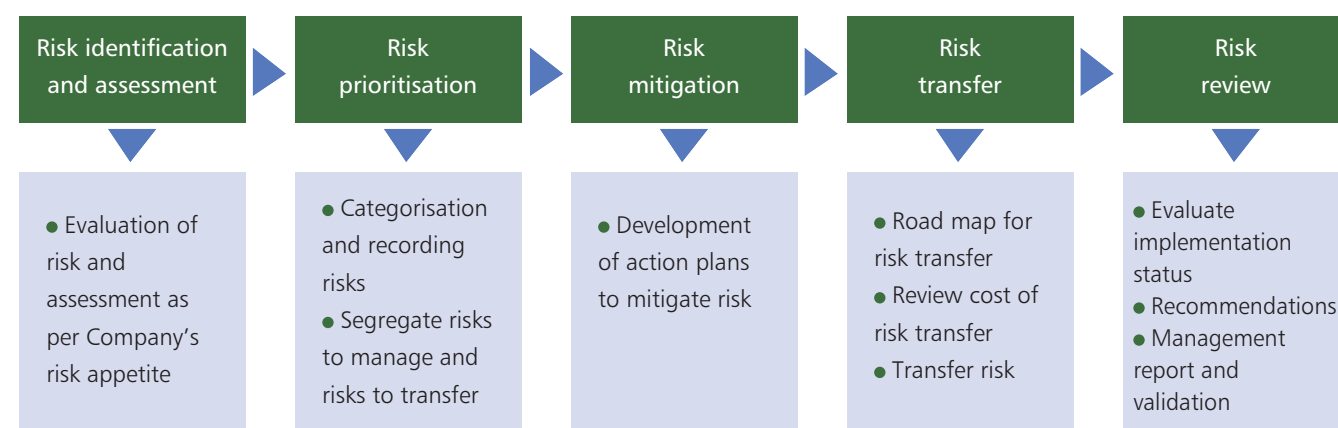 Risk identification
and assessment
Risk
prioritisation
Risk
mitigation
Risk
transfer
Risk
review
● Evaluation of
risk and
assessment as
per Company’s
risk appetite
● Categorisation
and recording
risks
● Segregate risks
to manage and
risks to transfer
● Development
of action plans
to mitigate risk
● Road map for
risk transfer
● Review cost of
risk transfer
● Transfer risk
● Evaluate
implementation
status
● Recommendations
● Management
report and
validation